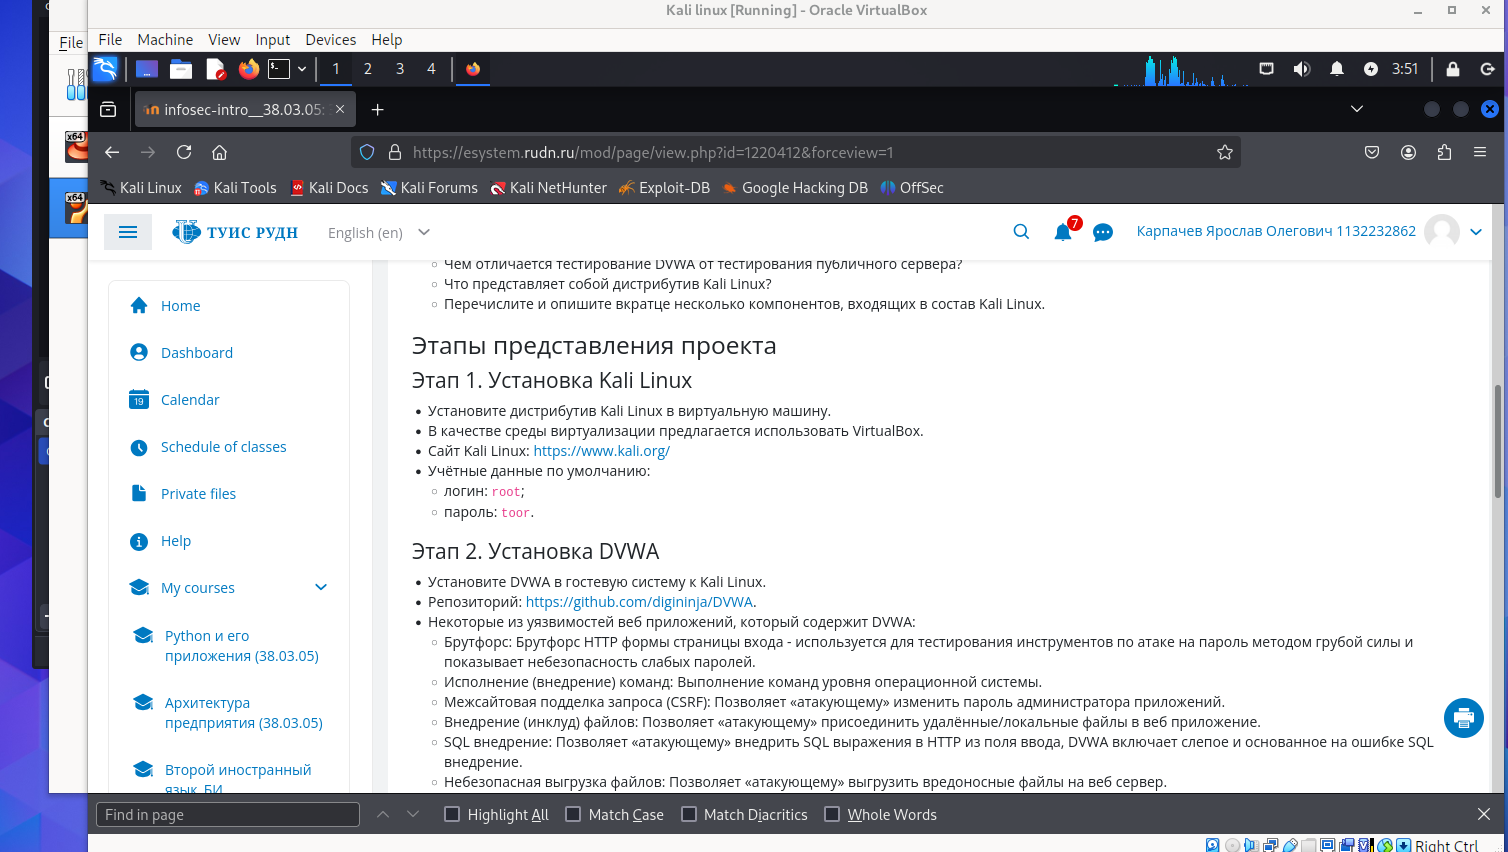 Kali linux [Running] - Oracle VirtualBox
File
File Machine View Input Devices Help
1 2 3 4
3:51
infosec-intro__38.03.05:
https://esystem.rudn.ru/mod/page/view.php?id=1220412&forceview=1
Kali Linux Kali Tools Kali Docs Kali Forums Kali NetHunter Exploit-DB Google Hacking DB OffSec
ТУИС РУДН English (en) 7 Карпачев Ярослав Олегович 1132232862
Home
Dashboard
19 Calendar
Schedule of classes
Private files
Help
My courses
Python и его
приложения (38.03.05)
Архитектура
предприятия (38.03.05)
Второй иностранный
язык. БИ
Чем отличается тестирование DVWA от тестирования публичного сервера?
Что представляет собой дистрибутив Kali Linux?
Перечислите и опишите вкратце несколько компонентов, входящих в состав Kali Linux.
Этапы представления проекта
Этап 1. Установка Kali Linux
Установите дистрибутив Kali Linux в виртуальную машину.
В качестве среды виртуализации предлагается использовать VirtualBox.
Сайт Kali Linux: https://www.kali.org/
Учётные данные по умолчанию:
логин: root;
пароль: toor.
Этап 2. Установка DVWA
Установите DVWA в гостевую систему к Kali Linux.
Репозиторий: https://github.com/digininja/DVWA.
Некоторые из уязвимостей веб приложений, который содержит DVWA:
Брутфорс: Брутфорс HTTP формы страницы входа - используется для тестирования инструментов по атаке на пароль методом грубой силы и
показывает небезопасность слабых паролей.
Исполнение (внедрение) команд: Выполнение команд уровня операционной системы.
Межсайтовая подделка запроса (CSRF): Позволяет «атакующему» изменить пароль администратора приложений.
Внедрение (инклуд) файлов: Позволяет «атакующему» присоединить удалённые/локальные файлы в веб приложение.
SQL внедрение: Позволяет «атакующему» внедрить SQL выражения в HTTP из поля ввода, DVWA включает слепое и основанное на ошибке SQL
внедрение.
Небезопасная выгрузка файлов: Позволяет «атакующему» выгрузить вредоносные файлы на веб сервер.
Find in page Highlight All Match Case Match Diacritics Whole Words
Right Ctrl
x64
x64